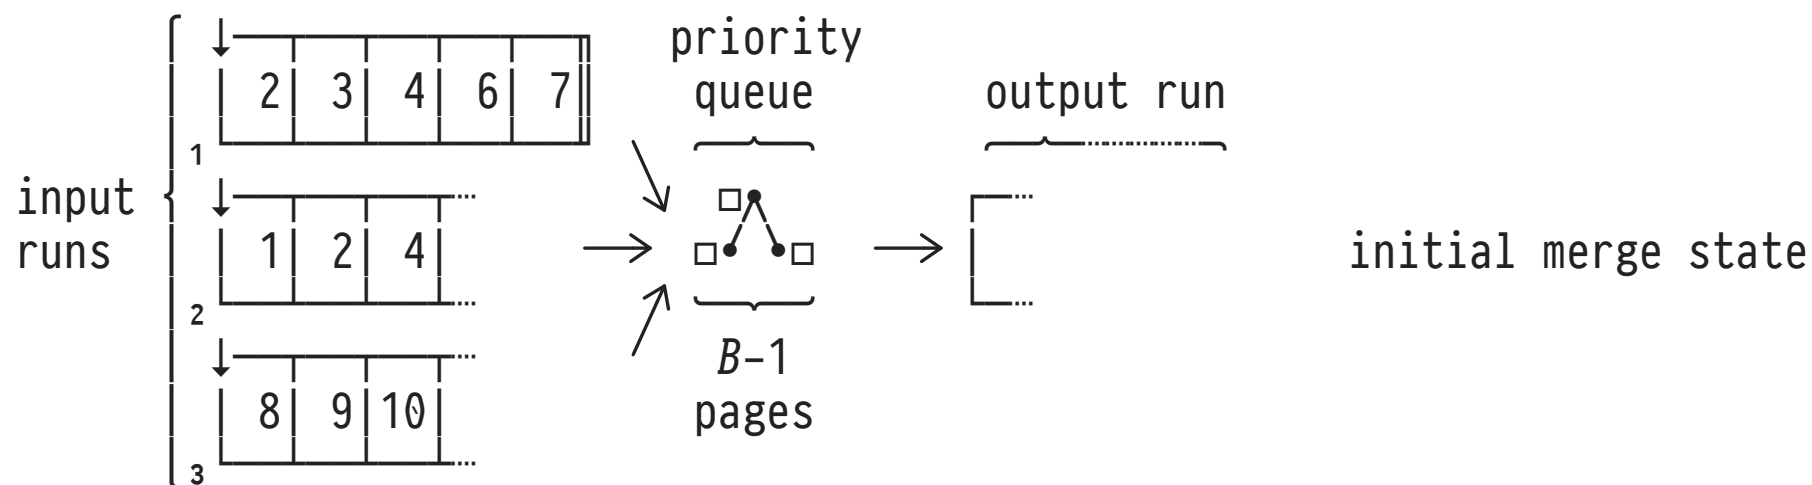 priority
queue
output run
2 3 4 6 7
1
input
runs
1 2 4
2
initial merge state
B–1
pages
8 9 10
3